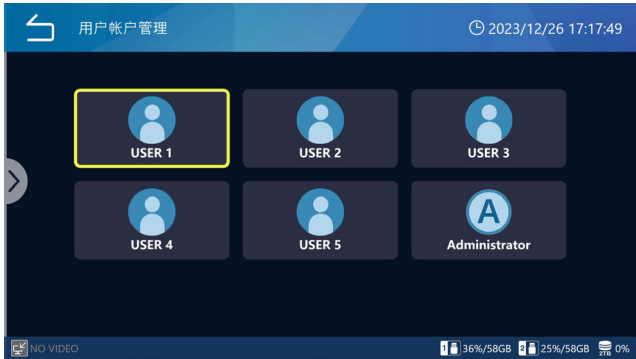 用户帐户管理
2023/12/26 17:17:49
USER 1
USER 2
USER 3
USER 4
USER 5
A
Administrator
NO VIDEO
1 36%/58GB 2 25%/58GB 2TB 0%